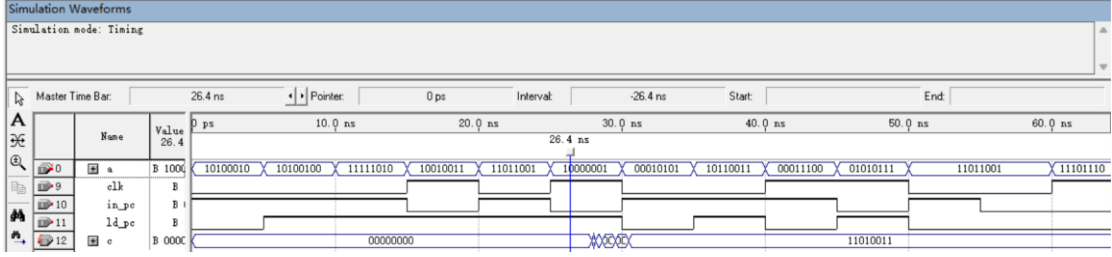 Simulation Waveforms
Simulation mode: Timing
Master Time Bar: 26.4 ns Pointer: 0 ps Interval: -26.4 ns Start: End:
Name Value 26.4 0 ps 10.0 ns 20.0 ns 30.0 ns 40.0 ns 50.0 ns 60.0 ns
26.4 ns
0 a B 1000 10100010 10100100 11111010 10010011 11011001 10000001 00010101 10110011 00011100 01010111 11011001 11101110
9 clk B
10 in_pc B
11 ld_pc B
12 c B 0000 00000000 11010011